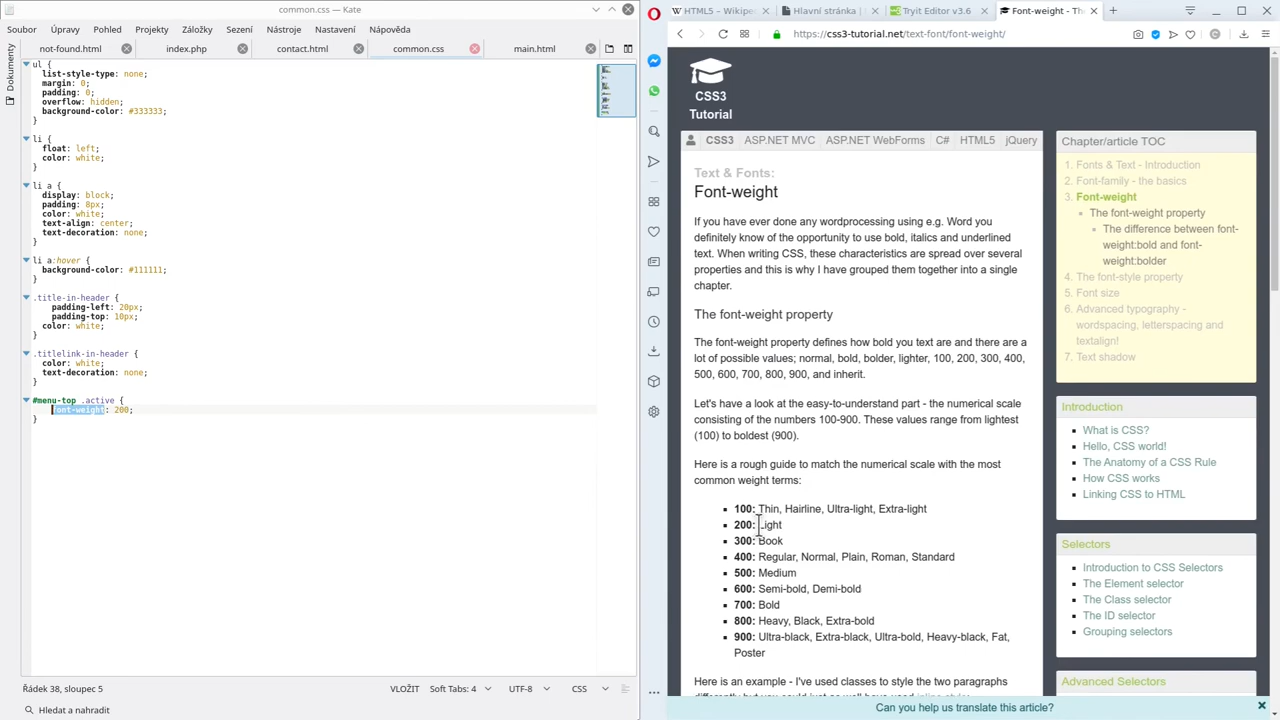 common.css — Kate
Soubor Upravit Pohled Projekty Záložky Sezení Nástroje Nastavení Nápověda
not-found.html index.php contact.html common.css main.html
Dokumenty
ul {
list-style-type: none;
margin: 0;
padding: 0;
overflow: hidden;
background-color: #333333;
}
li {
float: left;
color: white;
}
li a {
display: block;
padding: 8px;
color: white;
text-align: center;
text-decoration: none;
}
li a:hover {
background-color: #111111;
}
.title-in-header {
padding-left: 20px;
padding-top: 10px;
color: white;
}
.titlelink-in-header {
color: white;
text-decoration: none;
}
#menu-top .active {
font-weight: 200;
}
Řádek 38, sloupec 5 VLOŽIT Soft Tabs: 4 UTF-8 CSS
Hledat a nahradit
HTML5 – Wikipe Hlavní stránka | Tryit Editor v3.6 Font-weight - The
https://css3-tutorial.net/text-font/font-weight/
CSS3
Tutorial
CSS3 ASP.NET MVC ASP.NET WebForms C# HTML5 jQuery
Text & Fonts:
Font-weight
If you have ever done any wordprocessing using e.g. Word you
definitely know of the opportunity to use bold, italics and underlined
text. When writing CSS, these characteristics are spread over several
properties and this is why I have grouped them together into a single
chapter.
The font-weight property
The font-weight property defines how bold you text are and there are a
lot of possible values; normal, bold, bolder, lighter, 100, 200, 300, 400,
500, 600, 700, 800, 900, and inherit.
Let's have a look at the easy-to-understand part - the numerical scale
consisting of the numbers 100-900. These values range from lightest
(100) to boldest (900).
Here is a rough guide to match the numerical scale with the most
common weight terms:
100: Thin, Hairline, Ultra-light, Extra-light
200: Light
300: Book
400: Regular, Normal, Plain, Roman, Standard
500: Medium
600: Semi-bold, Demi-bold
700: Bold
800: Heavy, Black, Extra-bold
900: Ultra-black, Extra-black, Ultra-bold, Heavy-black, Fat,
Poster
Here is an example - I've used classes to style the two paragraphs
differently but you could just as well have used inline-style:
Chapter/article TOC
1. Fonts & Text - Introduction
2. Font-family - the basics
3. Font-weight
The font-weight property
The difference between font-
weight:bold and font-
weight:bolder
4. The font-style property
5. Font size
6. Advanced typography -
wordspacing, letterspacing and
textalign!
7. Text shadow
Introduction
What is CSS?
Hello, CSS world!
The Anatomy of a CSS Rule
How CSS works
Linking CSS to HTML
Selectors
Introduction to CSS Selectors
The Element selector
The Class selector
The ID selector
Grouping selectors
Advanced Selectors
Can you help us translate this article?